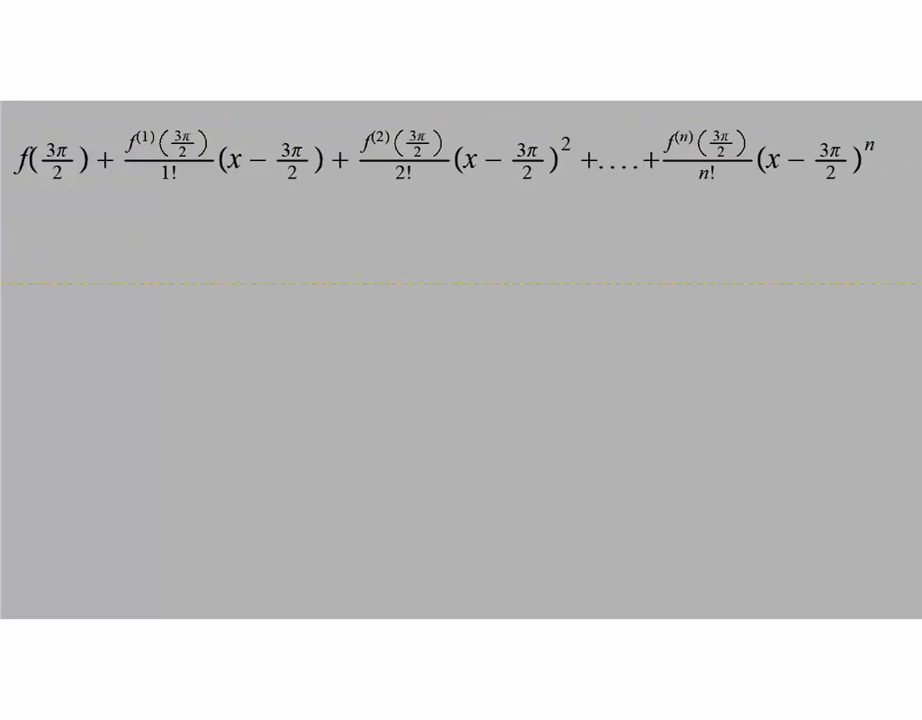 f(3π/2) + f⁽¹⁾(3π/2)/1! (x − 3π/2) + f⁽²⁾(3π/2)/2! (x − 3π/2)² +....+ f⁽ⁿ⁾(3π/2)/n! (x − 3π/2)ⁿ